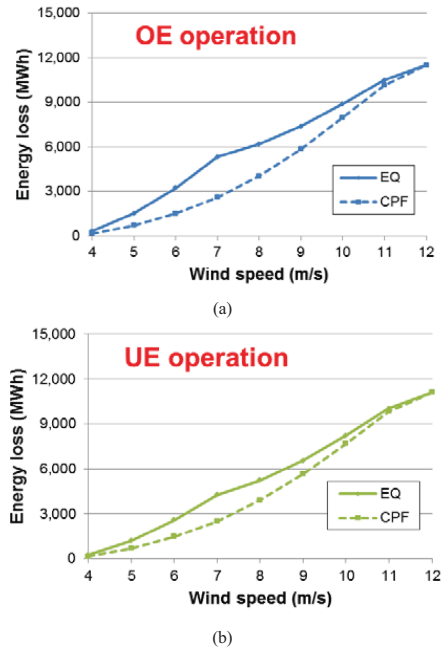 OE operation
Energy loss (MWh)
15,000
12,000
9,000
6,000
3,000
0
EQ
CPF
4 5 6 7 8 9 10 11 12
Wind speed (m/s)
(a)
UE operation
Energy loss (MWh)
15,000
12,000
9,000
6,000
3,000
0
EQ
CPF
4 5 6 7 8 9 10 11 12
Wind speed (m/s)
(b)